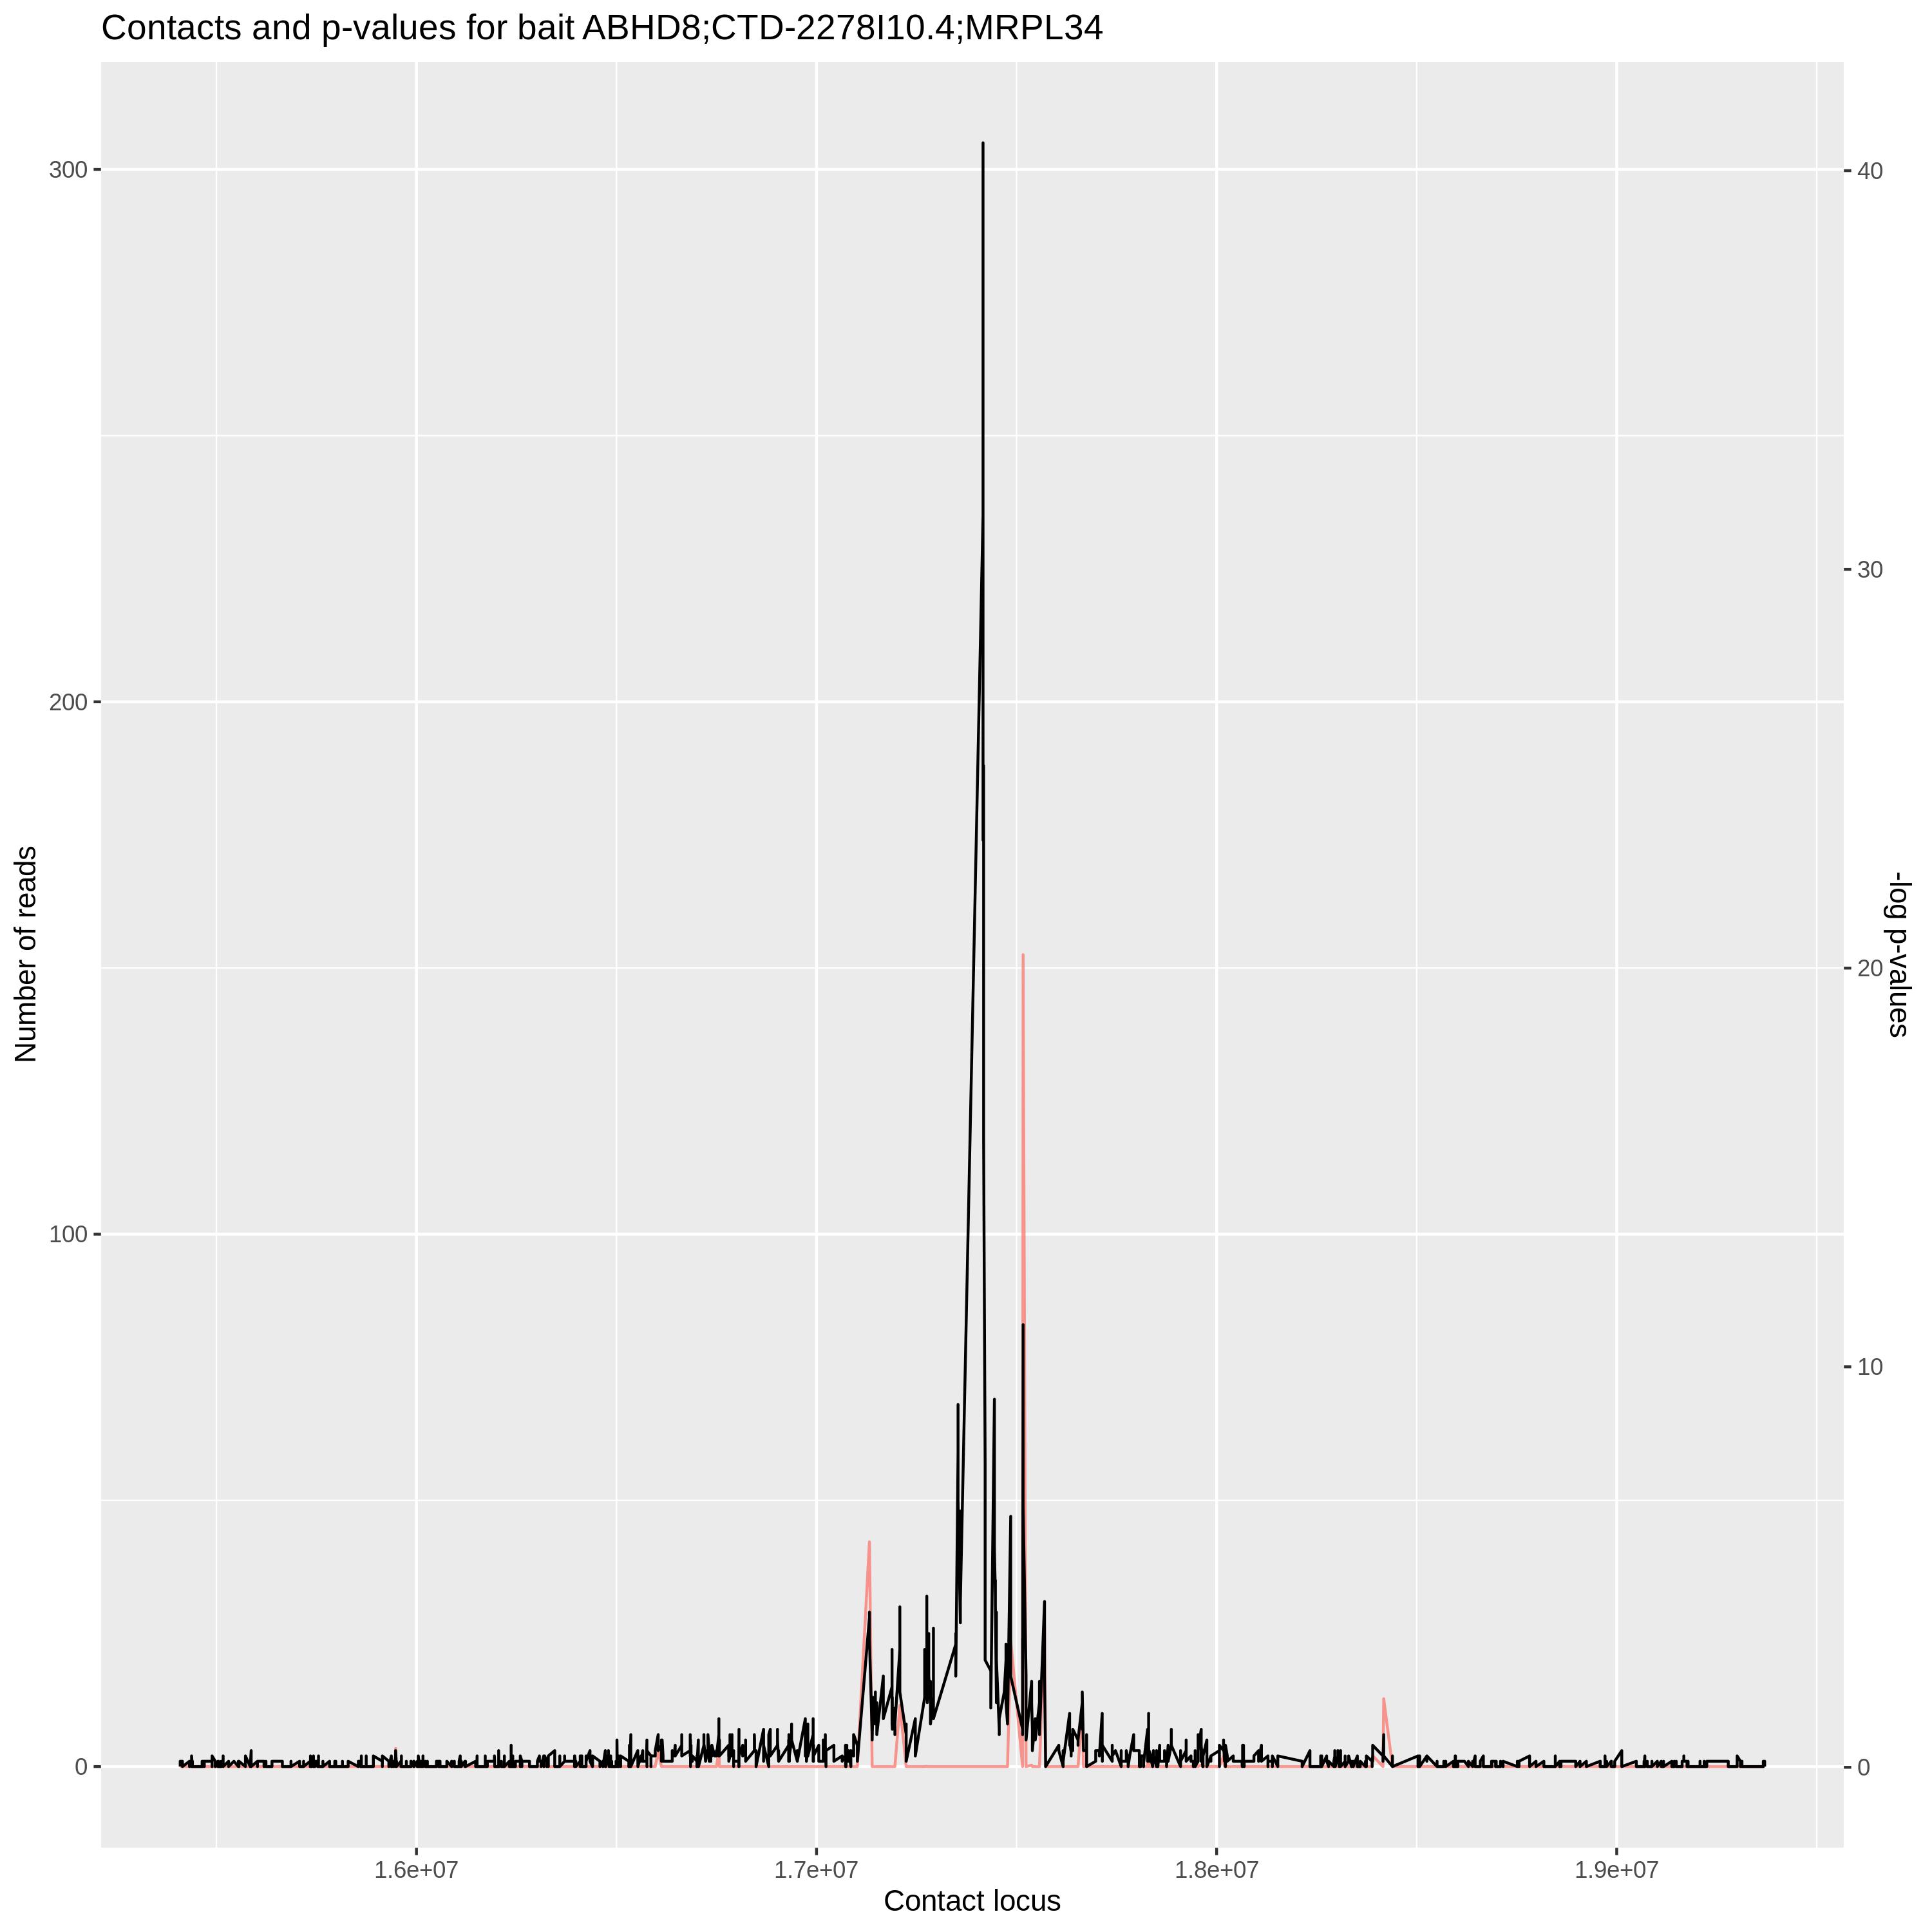 Contacts and p-values for bait ABHD8;CTD-2278I10.4;MRPL34
300
200
100
0
Number of reads
40
30
20
10
0
-log p-values
1.6e+07
1.7e+07
1.8e+07
1.9e+07
Contact locus